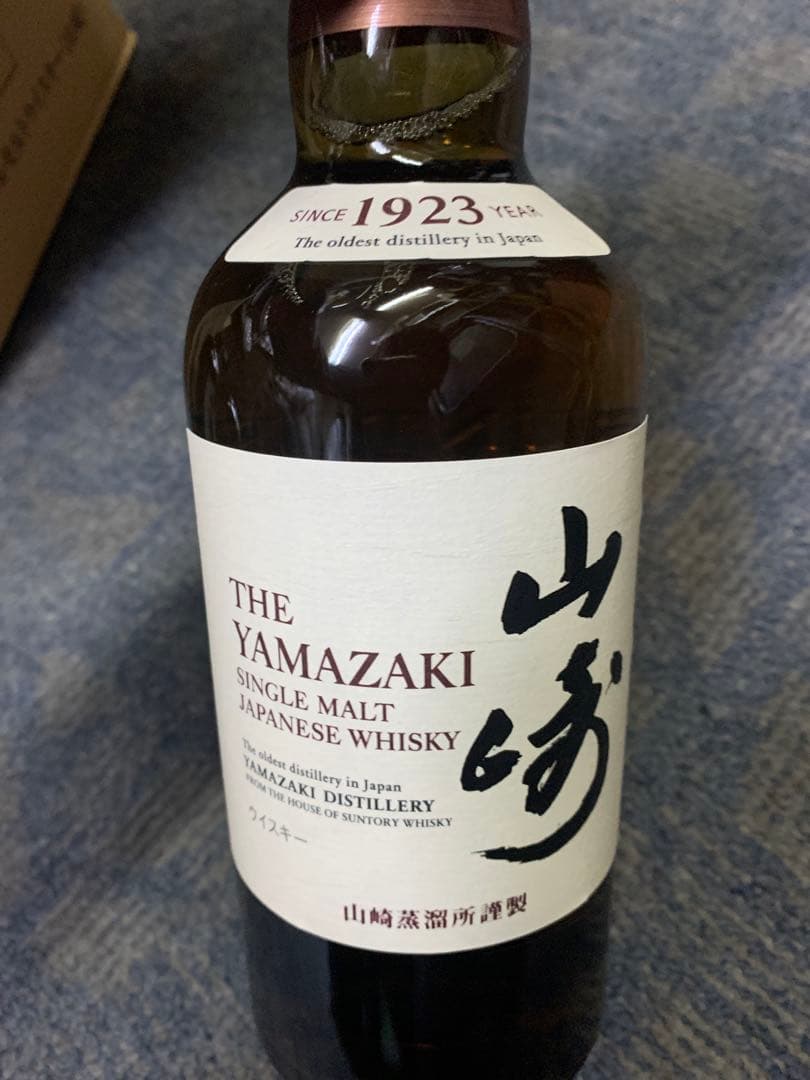 SINCE 1923 YEAR
The oldest distillery in Japan
THE
YAMAZAKI
SINGLE MALT
JAPANESE WHISKY
山崎
The oldest distillery in Japan
YAMAZAKI DISTILLERY
FROM THE HOUSE OF SUNTORY WHISKY
ウイスキー
山崎蒸溜所謹製